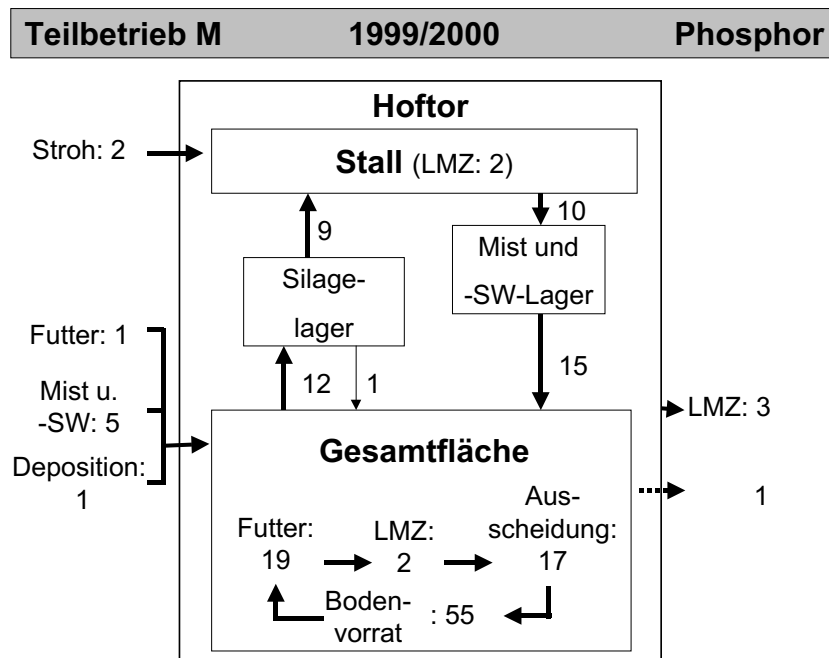 Teilbetrieb M 1999/2000 Phosphor
Hoftor
Stroh: 2
Stall (LMZ: 2)
9
10
Silage-
lager
Mist und
-SW-Lager
Futter: 1
Mist u.
-SW: 5
Deposition:
1
12
1
15
LMZ: 3
1
Gesamtfläche
Futter:
19
LMZ:
2
Aus-
scheidung:
17
Boden-
vorrat
: 55